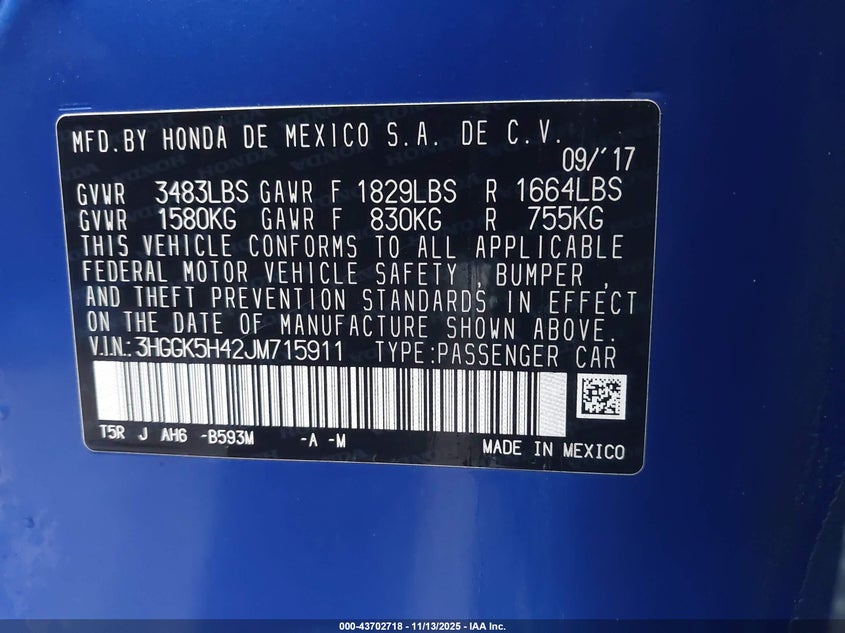 MFD.BY HONDA DE MEXICO S.A. DE C.V.
09/'17
GVWR 3483LBS GAWR F 1829LBS R 1664LBS
GVWR 1580KG GAWR F 830KG R 755KG
THIS VEHICLE CONFORMS TO ALL APPLICABLE
FEDERAL MOTOR VEHICLE SAFETY , BUMPER ,
AND THEFT PREVENTION STANDARDS IN EFFECT
ON THE DATE OF MANUFACTURE SHOWN ABOVE.
V.I.N.: 3HGGK5H42JM715911 TYPE:PASSENGER CAR
T5R J AH6 -B593M -A -M
MADE IN MEXICO
000-43702718 - 11/13/2025 - IAA Inc.